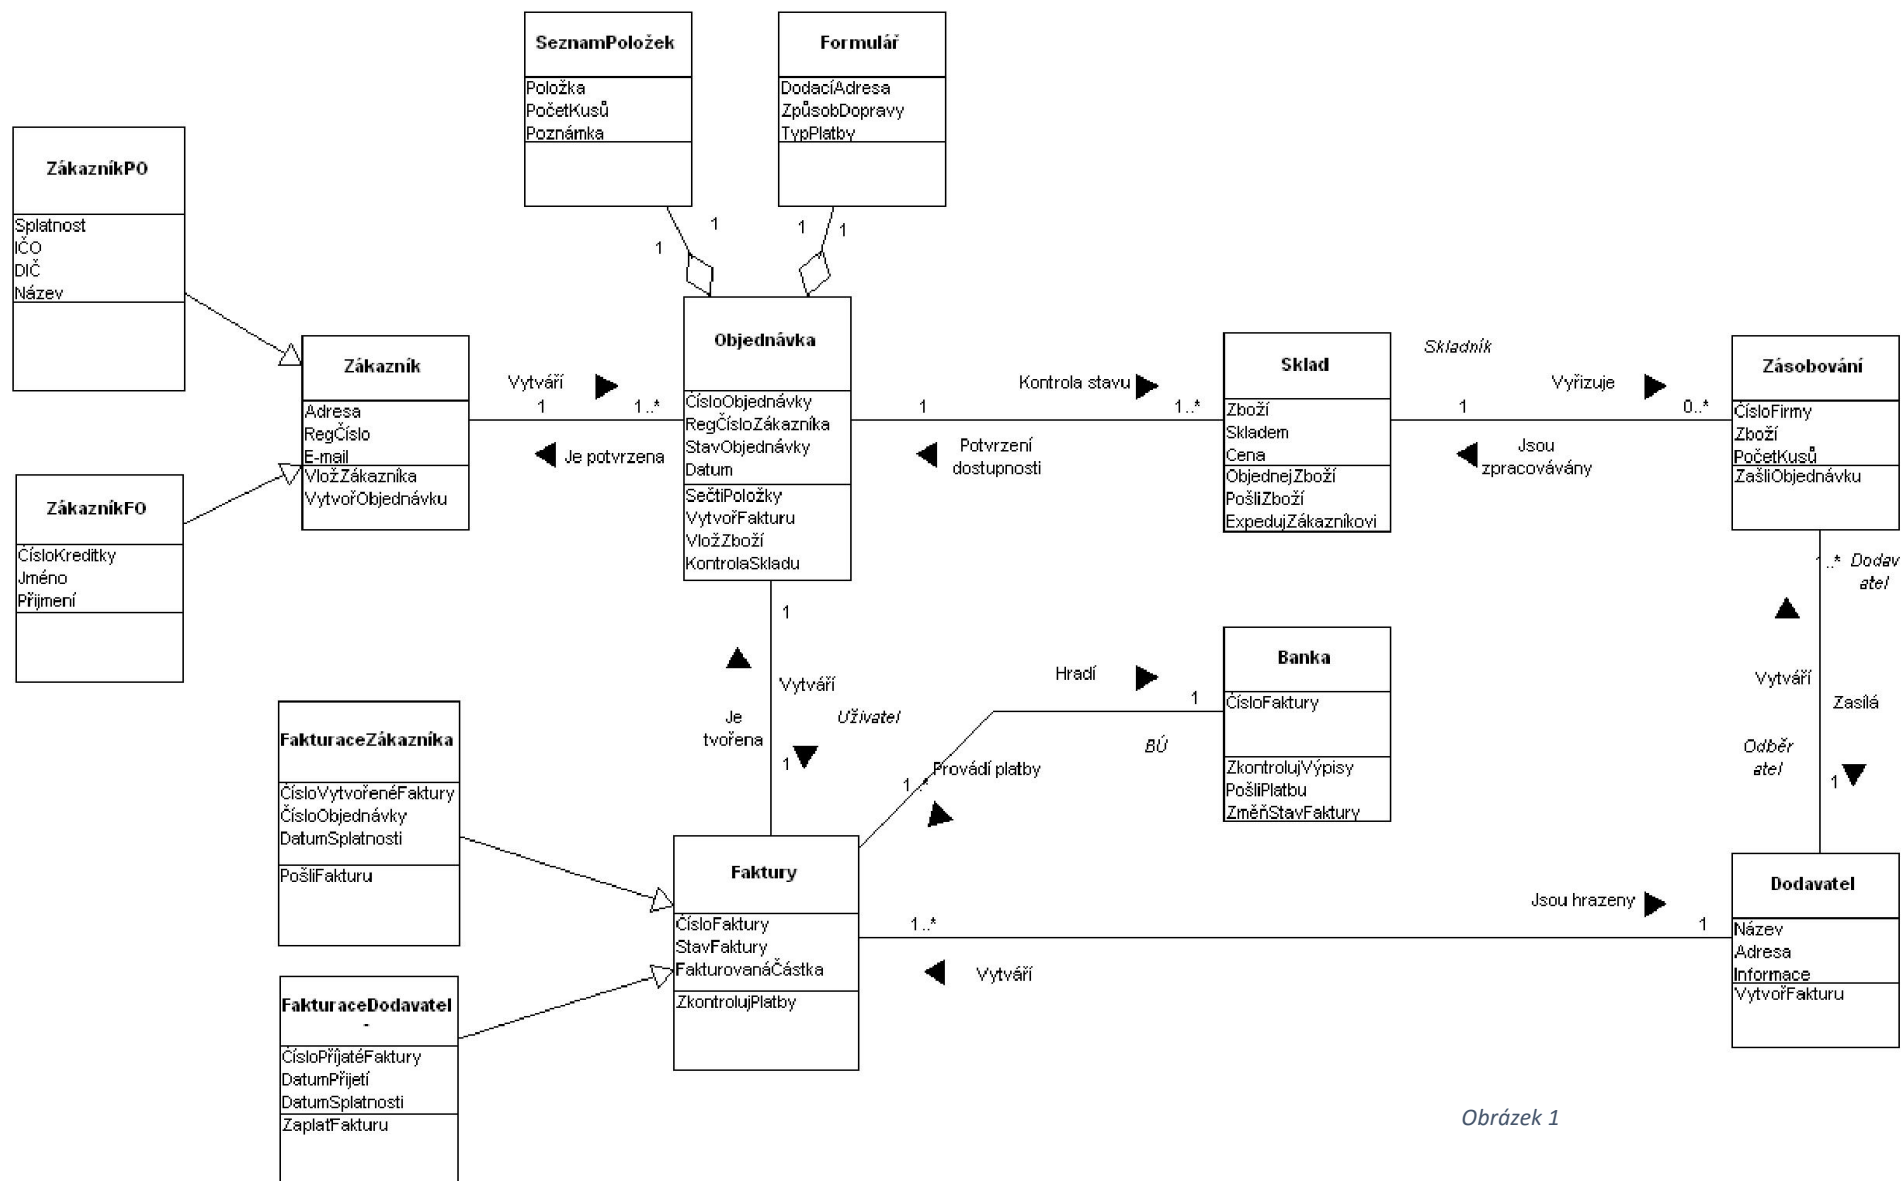 SeznamPoložek
Položka
PočetKusů
Poznámka
Formulář
DodacíAdresa
ZpůsobDopravy
TypPlatby
ZákazníkPO
Splatnost
IČO
DIČ
Název
1
1
1
1
Zákazník
Adresa
RegČíslo
E-mail
VložZákazníka
VytvořObjednávku
Vytváří
1
1..*
Je potvrzena
Objednávka
ČísloObjednávky
RegČísloZákazníka
StavObjednávky
Datum
SečtiPoložky
VytvořFakturu
VložZboží
KontrolaSkladu
Kontrola stavu
1
1..*
Potvrzení
dostupnosti
Sklad
Zboží
Skladem
Cena
ObjednejZboží
PošliZboží
ExpedujZákazníkovi
Skladník
Vyřizuje
1
0..*
Jsou
zpracovávány
Zásobování
ČísloFirmy
Zboží
PočetKusů
ZašliObjednávku
ZákazníkFO
ČísloKreditky
Jméno
Přijmení
1..* Dodav
atel
Vytváří
Zasílá
Odběr
atel
1
1
Vytváří
Je
tvořena
Uživatel
1
Hradí
1
BÚ
Provádí platby
1..*
Banka
ČísloFaktury
ZkontrolujVýpisy
PošliPlatbu
ZměňStavFaktury
FakturaceZákazníka
ČísloVytvořenéFaktury
ČísloObjednávky
DatumSplatnosti
PošliFakturu
Faktury
ČísloFaktury
StavFaktury
FakturovanáČástka
ZkontrolujPlatby
Jsou hrazeny
1..*
1
Vytváří
Dodavatel
Název
Adresa
Informace
VytvořFakturu
FakturaceDodavatel
-
ČísloPříjatéFaktury
DatumPřijetí
DatumSplatnosti
ZaplaťFakturu
Obrázek 1